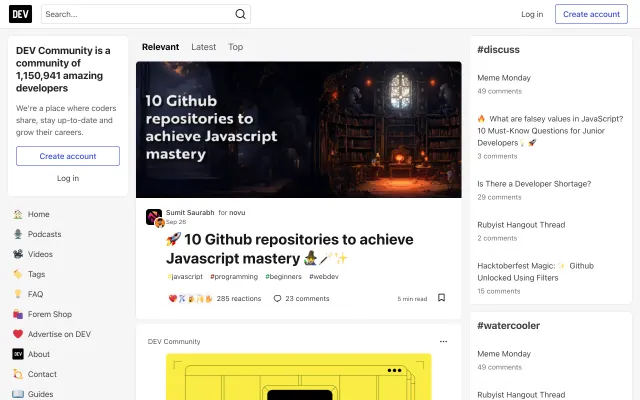 DEV
Search...
Log in
Create account
DEV Community is a
community of
1,150,941 amazing
developers
We're a place where coders
share, stay up-to-date and
grow their careers.
Create account
Log in
Home
Podcasts
Videos
Tags
FAQ
Forem Shop
Advertise on DEV
DEV
About
Contact
Guides
Relevant
Latest
Top
10 Github
repositories to
achieve Javascript
mastery
Sumit Saurabh for novu
Sep 26
🚀 10 Github repositories to achieve
Javascript mastery 🧙‍♂️🪄✨
#javascript #programming #beginners #webdev
285 reactions
23 comments
5 min read
DEV Community
#discuss
Meme Monday
49 comments
🔥 What are falsey values in JavaScript?
10 Must-Know Questions for Junior
Developers💡🚀
3 comments
Is There a Developer Shortage?
29 comments
Rubyist Hangout Thread
2 comments
Hacktoberfest Magic: ✨ Github
Unlocked Using Filters
15 comments
#watercooler
Meme Monday
49 comments
Rubyist Hangout Thread